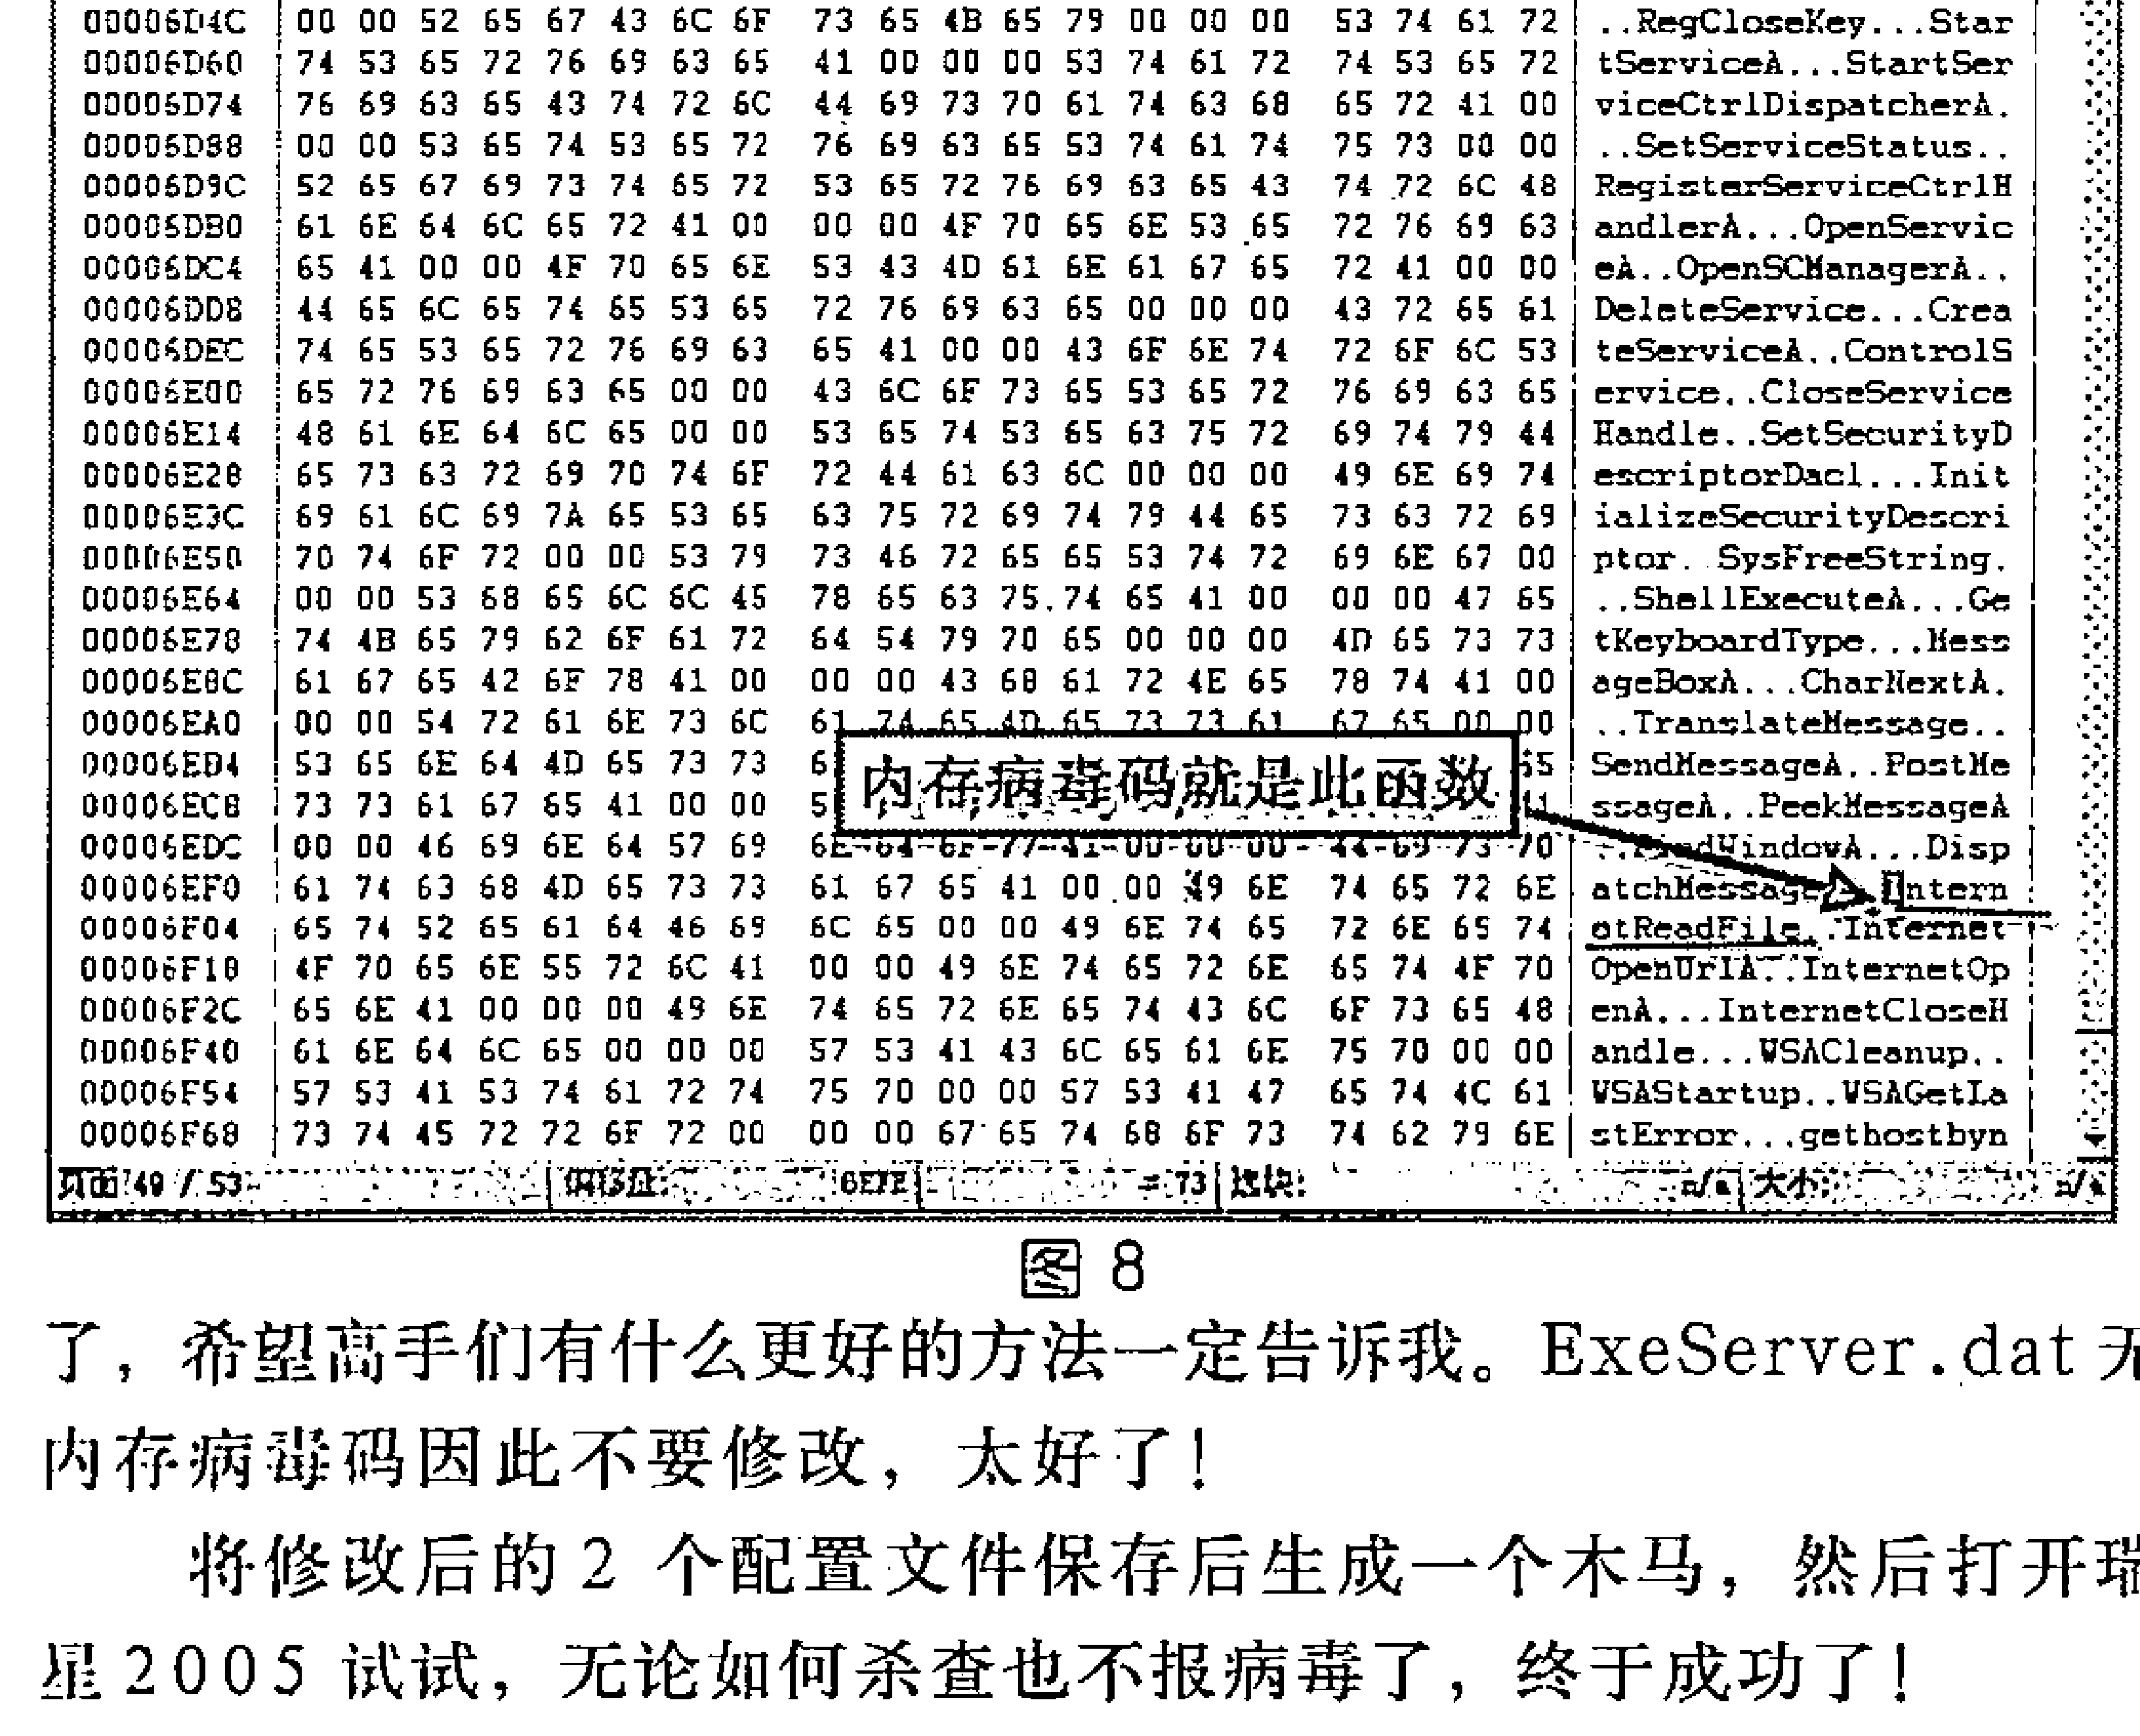 00006D4C 00 00 52 65 67 43 6C 6F 73 65 4B 65 79 00 00 00 53 74 61 72 ..RegCloseKey...Star
00006D60 74 53 65 72 76 69 63 65 41 00 00 00 53 74 61 72 74 53 65 72 tServiceA...StartSer
00006D74 76 69 63 65 43 74 72 6C 44 69 73 70 61 74 63 68 65 72 41 00 viceCtrlDispatcherA.
00006D88 00 00 53 65 74 53 65 72 76 69 63 65 53 74 61 74 75 73 00 00 ..SetServiceStatus..
00006D9C 52 65 67 69 73 74 65 72 53 65 72 76 69 63 65 43 74 72 6C 48 RegisterServiceCtrlH
00006DB0 61 6E 64 6C 65 72 41 00 00 00 4F 70 65 6E 53 65 72 76 69 63 andlerA...OpenServic
00006DC4 65 41 00 00 4F 70 65 6E 53 43 4D 61 6E 61 67 65 72 41 00 00 eA..OpenSCManagerA..
00006DD8 44 65 6C 65 74 65 53 65 72 76 69 63 65 00 00 00 43 72 65 61 DeleteService...Crea
00006DEC 74 65 53 65 72 76 69 63 65 41 00 00 43 6F 6E 74 72 6F 6C 53 teServiceA..ControlS
00006E00 65 72 76 69 63 65 00 00 43 6C 6F 73 65 53 65 72 76 69 63 65 ervice..CloseService
00006E14 48 61 6E 64 6C 65 00 00 53 65 74 53 65 63 75 72 69 74 79 44 Handle..SetSecurityD
00006E28 65 73 63 72 69 70 74 6F 72 44 61 63 6C 00 00 00 49 6E 69 74 escriptorDacl...Init
00006E3C 69 61 6C 69 7A 65 53 65 63 75 72 69 74 79 44 65 73 63 72 69 ializeSecurityDescri
00006E50 70 74 6F 72 00 00 53 79 73 46 72 65 65 53 74 72 69 6E 67 00 ptor..SysFreeString.
00006E64 00 00 53 68 65 6C 6C 45 78 65 63 75 74 65 41 00 00 00 47 65 ..ShellExecuteA...Ge
00006E78 74 4B 65 79 62 6F 61 72 64 54 79 70 65 00 00 00 4D 65 73 73 tKeyboardType...Mess
00006E8C 61 67 65 42 6F 78 41 00 00 00 43 68 61 72 4E 65 78 74 41 00 ageBoxA...CharNextA.
00006EA0 00 00 54 72 61 6E 73 6C 61 74 65 4D 65 73 73 61 67 65 00 00 ..TranslateMessage..
00006EB4 53 65 6E 64 4D 65 73 73 SendMessageA..PostMe
内存病毒码就是此函数
00006EC8 73 73 61 67 65 41 00 00 ssageA..PeekMessageA
00006EDC 00 00 46 69 6E 64 57 69 6E 64 6F 77 41 00 00 00 44 69 73 70 ..FindWindowA...Disp
00006EF0 61 74 63 68 4D 65 73 73 61 67 65 41 00 00 49 6E 74 65 72 6E atchMessage Intern
00006F04 65 74 52 65 61 64 46 69 6C 65 00 00 49 6E 74 65 72 6E 65 74 etReadFile..Internet
00006F18 4F 70 65 6E 55 72 6C 41 00 00 49 6E 74 65 72 6E 65 74 4F 70 OpenUrlA..InternetOp
00006F2C 65 6E 41 00 00 00 49 6E 74 65 72 6E 65 74 43 6C 6F 73 65 48 enA...InternetCloseH
00006F40 61 6E 64 6C 65 00 00 00 57 53 41 43 6C 65 61 6E 75 70 00 00 andle...WSACleanup..
00006F54 57 53 41 53 74 61 72 74 75 70 00 00 57 53 41 47 65 74 4C 61 WSAStartup..WSAGetLa
00006F68 73 74 45 72 72 6F 72 00 00 00 67 65 74 68 6F 73 74 62 79 6E stError...gethostbyn
页面 49 / 53 6EFE = 73 选块: n/a 大小: n/a
图 8
了，希望高手们有什么更好的方法一定告诉我。ExeServer.dat 无
内存病毒码因此不要修改，太好了！
将修改后的 2 个配置文件保存后生成一个木马，然后打开瑞
星 2005 试试，无论如何杀查也不报病毒了，终于成功了！